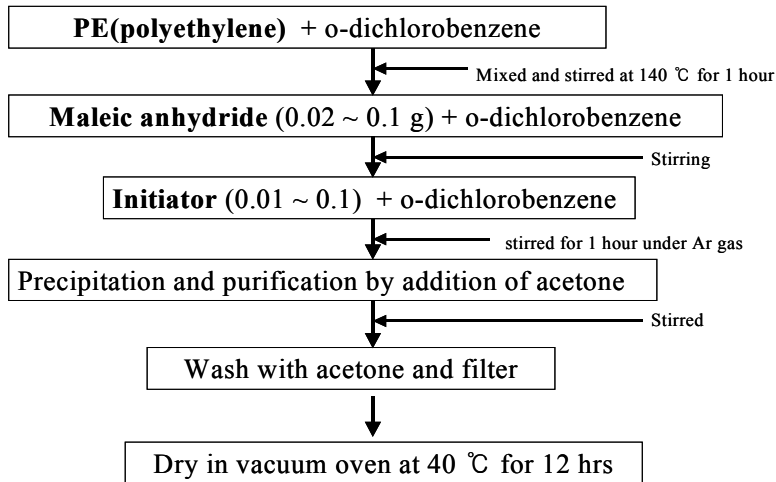 PE(polyethylene) + o-dichlorobenzene
Mixed and stirred at 140 ℃ for 1 hour
Maleic anhydride (0.02 ~ 0.1 g) + o-dichlorobenzene
Stirring
Initiator (0.01 ~ 0.1) + o-dichlorobenzene
stirred for 1 hour under Ar gas
Precipitation and purification by addition of acetone
Stirred
Wash with acetone and filter
Dry in vacuum oven at 40 ℃ for 12 hrs